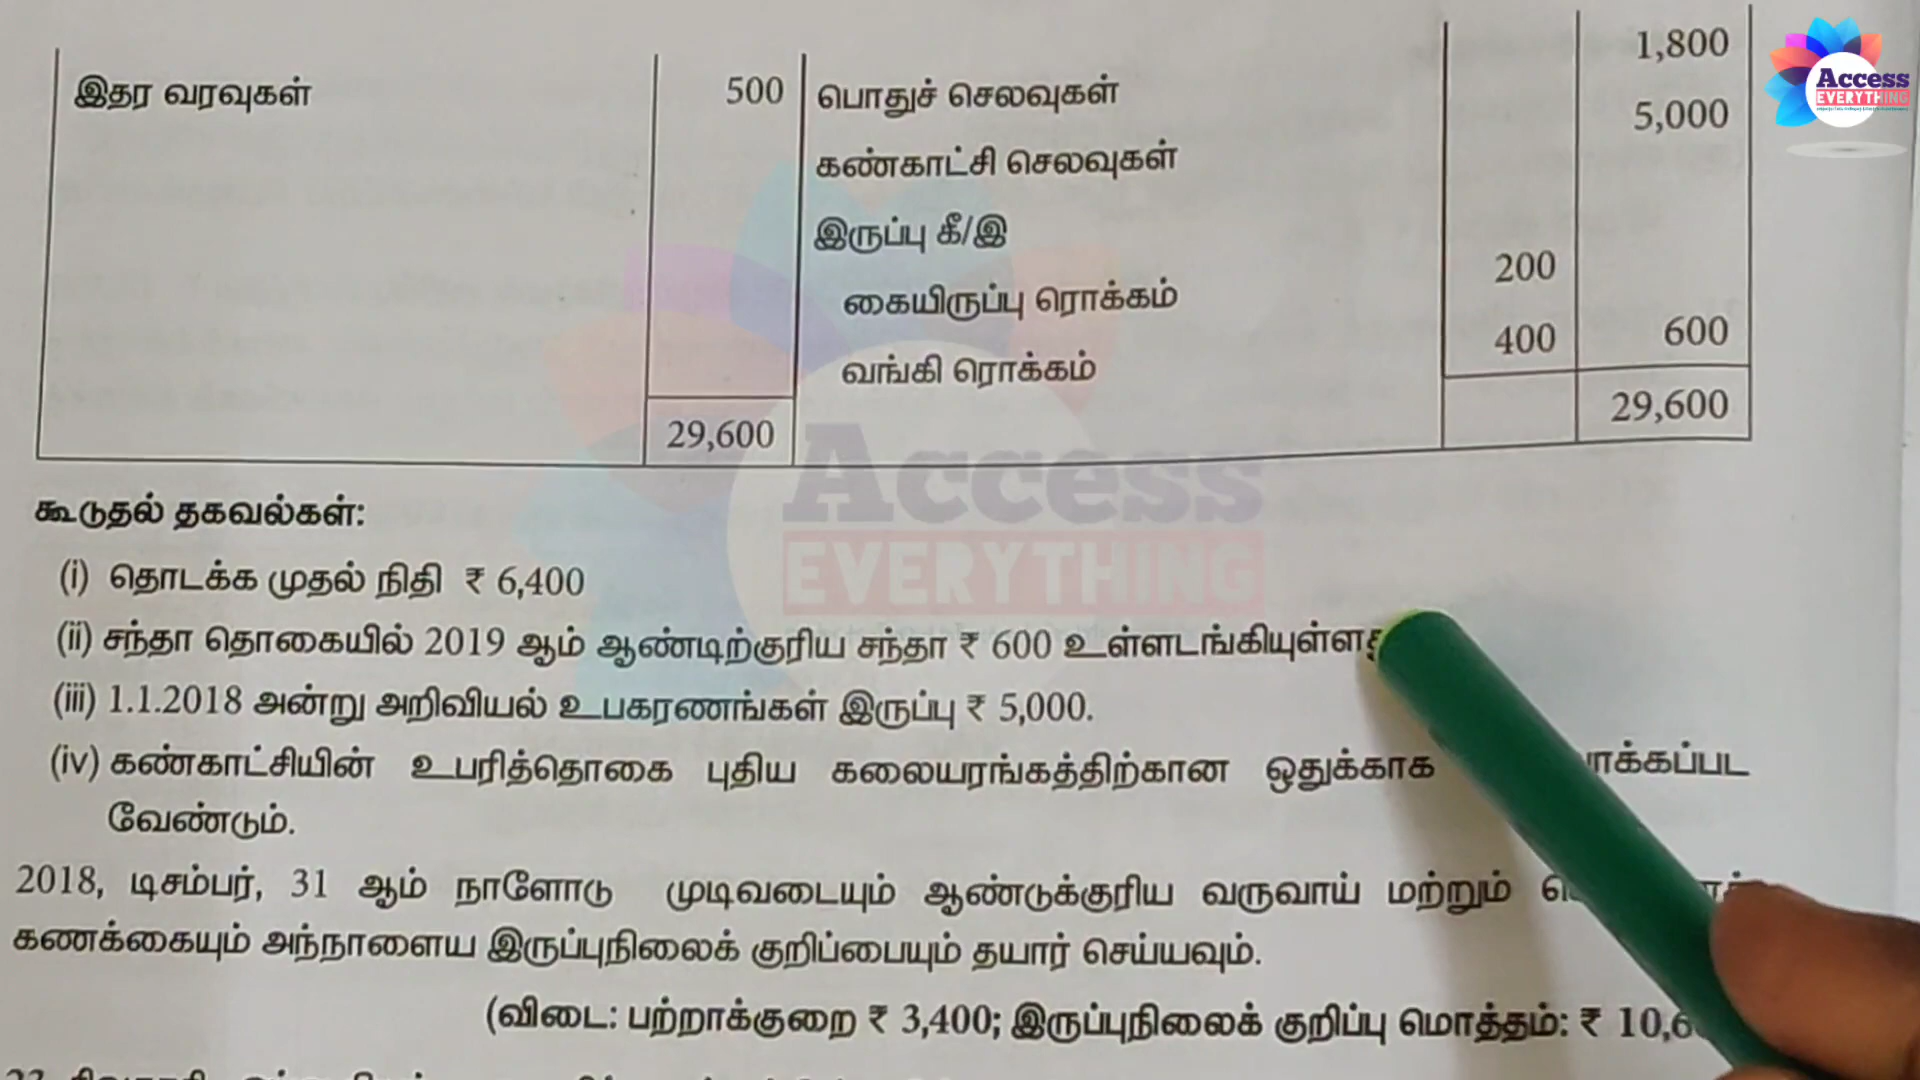 1,800
இதர வரவுகள் 500 பொதுச் செலவுகள் 5,000
கண்காட்சி செலவுகள்
இருப்பு கீ/இ
கையிருப்பு ரொக்கம் 200
வங்கி ரொக்கம் 400 600
29,600 29,600
கூடுதல் தகவல்கள்:
(i) தொடக்க முதல் நிதி ₹ 6,400
(ii) சந்தா தொகையில் 2019 ஆம் ஆண்டிற்குரிய சந்தா ₹ 600
(iii) 1.1.2018 அன்று அறிவியல் உபகரணங்கள் இருப்பு ₹ 5,000.
(iv) கண்காட்சியின் உபரித்தொகை புதிய கலையரங்கத்திற்கான ஒதுக்காக
வேண்டும்.
2018, டிசம்பர், 31 ஆம் நாளோடு முடிவடையும் ஆண்டுக்குரிய வருவாய் மற்றும்
கணக்கையும் அந்நாளைய இருப்புநிலைக் குறிப்பையும் தயார் செய்யவும்.
(விடை: பற்றாக்குறை ₹ 3,400; இருப்புநிலைக் குறிப்பு மொத்தம்: ₹
Access
EVERYTHING
Access
EVERYTHING